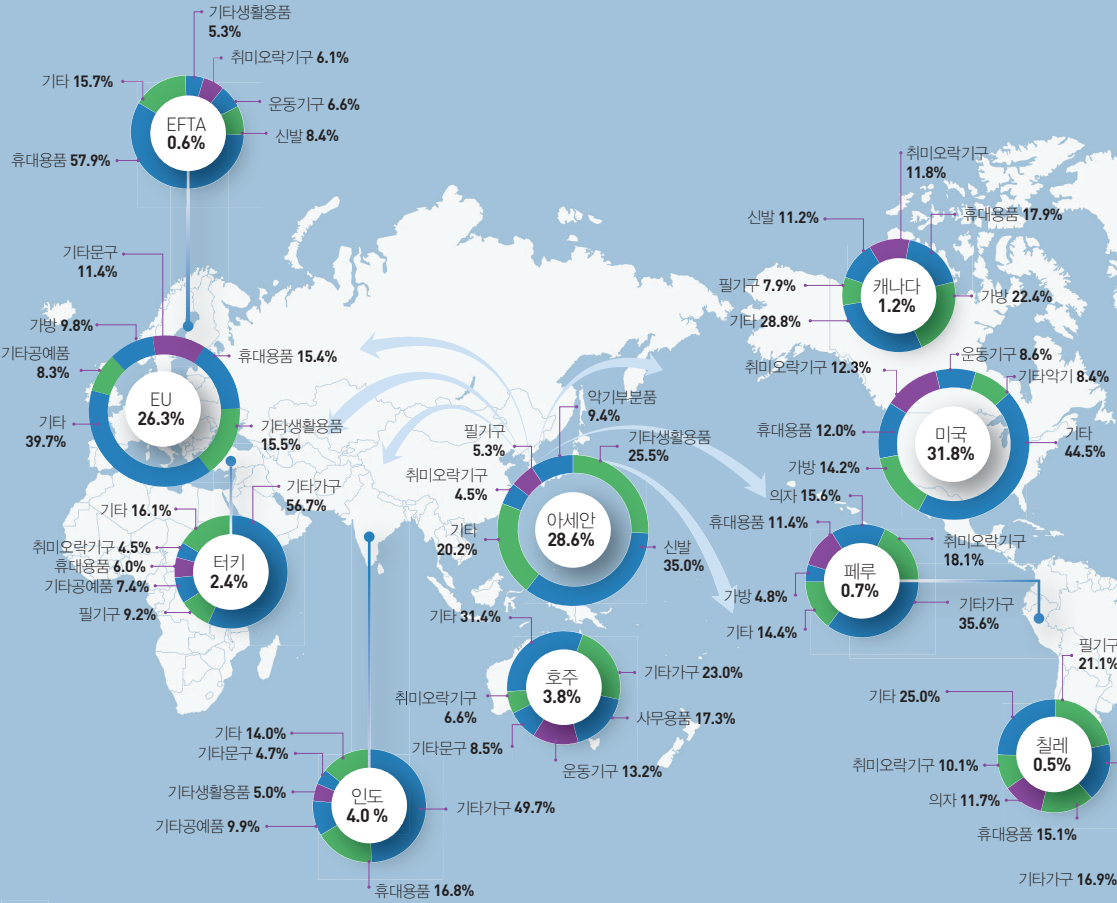 기타생활용품
5.3%
취미오락기구 6.1%
기타 15.7%
운동기구 6.6%
신발 8.4%
휴대용품 57.9%
EFTA
0.6%
기타문구
11.4%
가방 9.8%
휴대용품 15.4%
기타공예품
8.3%
기타
39.7%
기타생활용품
15.5%
EU
26.3%
기타가구
56.7%
기타 16.1%
취미오락기구 4.5%
휴대용품 6.0%
기타공예품 7.4%
필기구 9.2%
터키
2.4%
악기부분품
9.4%
필기구
5.3%
기타생활용품
25.5%
취미오락기구
4.5%
기타
20.2%
신발
35.0%
아세안
28.6%
기타 31.4%
기타가구 23.0%
취미오락기구
6.6%
사무용품 17.3%
기타문구 8.5%
운동기구 13.2%
호주
3.8%
기타 14.0%
기타문구 4.7%
기타생활용품 5.0%
기타공예품 9.9%
기타가구 49.7%
휴대용품 16.8%
인도
4.0 %
취미오락기구
11.8%
신발 11.2%
휴대용품 17.9%
필기구 7.9%
가방 22.4%
기타 28.8%
캐나다
1.2%
운동기구 8.6%
취미오락기구 12.3%
기타악기 8.4%
휴대용품 12.0%
기타
44.5%
가방 14.2%
미국
31.8%
의자 15.6%
휴대용품 11.4%
취미오락기구
18.1%
가방 4.8%
기타가구
35.6%
기타 14.4%
페루
0.7%
필기구
21.1%
기타 25.0%
취미오락기구 10.1%
의자 11.7%
휴대용품 15.1%
기타가구 16.9%
칠레
0.5%